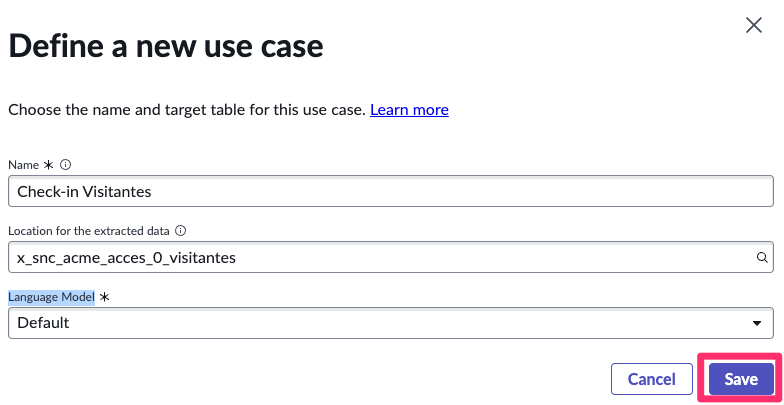 Define a new use case
Choose the name and target table for this use case. Learn more
Name *
Check-in Visitantes
Location for the extracted data
x_snc_acme_acces_0_visitantes
Language Model *
Default
Cancel Save